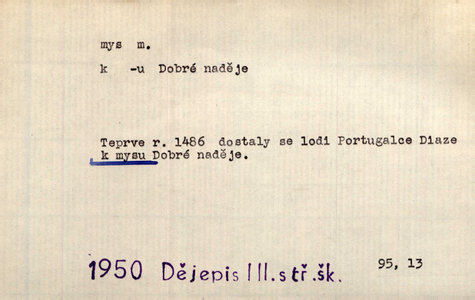 mys m.
k -u Dobré naděje
Teprve r. 1486 dostaly se lodi Portugalce Diaze
k mysu Dobré naděje.
1950 Dějepis III.stř.šk. 95, 13